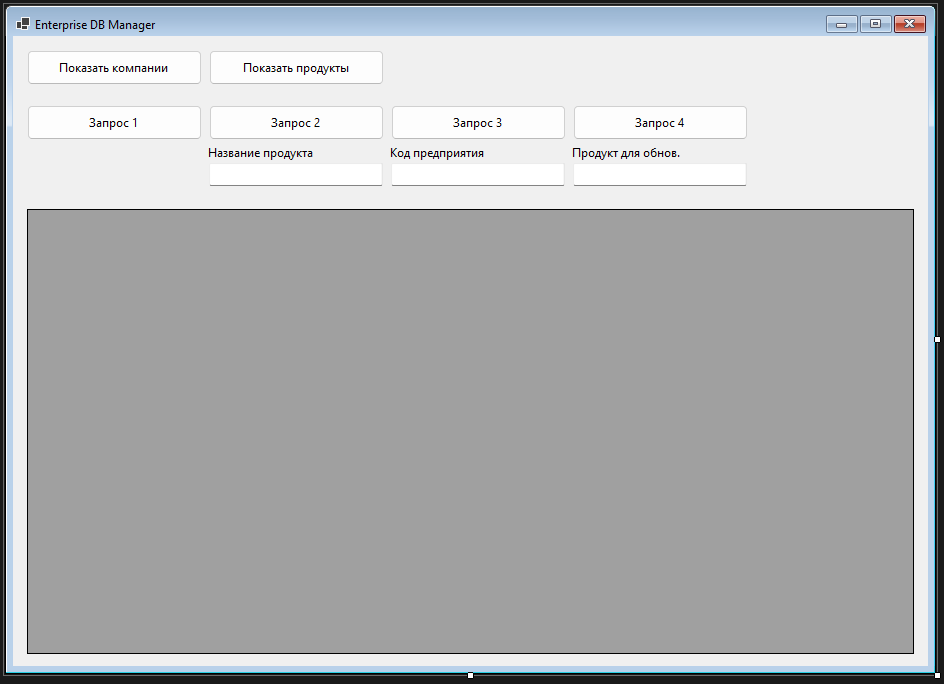 Enterprise DB Manager
Показать компании Показать продукты
Запрос 1 Запрос 2 Запрос 3 Запрос 4
Название продукта Код предприятия Продукт для обнов.